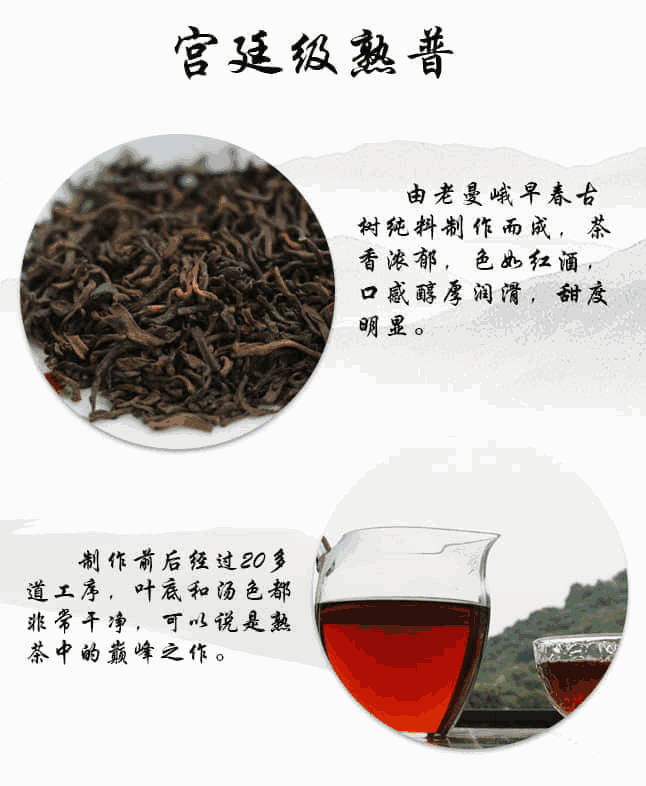 宫廷级熟普
由老曼峨早春古
树纯料制作而成，茶
香浓郁，色如红酒，
口感醇厚润滑，甜度
明显。
制作前后经过20多
道工序，叶底和汤色都
非常干净，可以说是熟
茶中的巅峰之作。